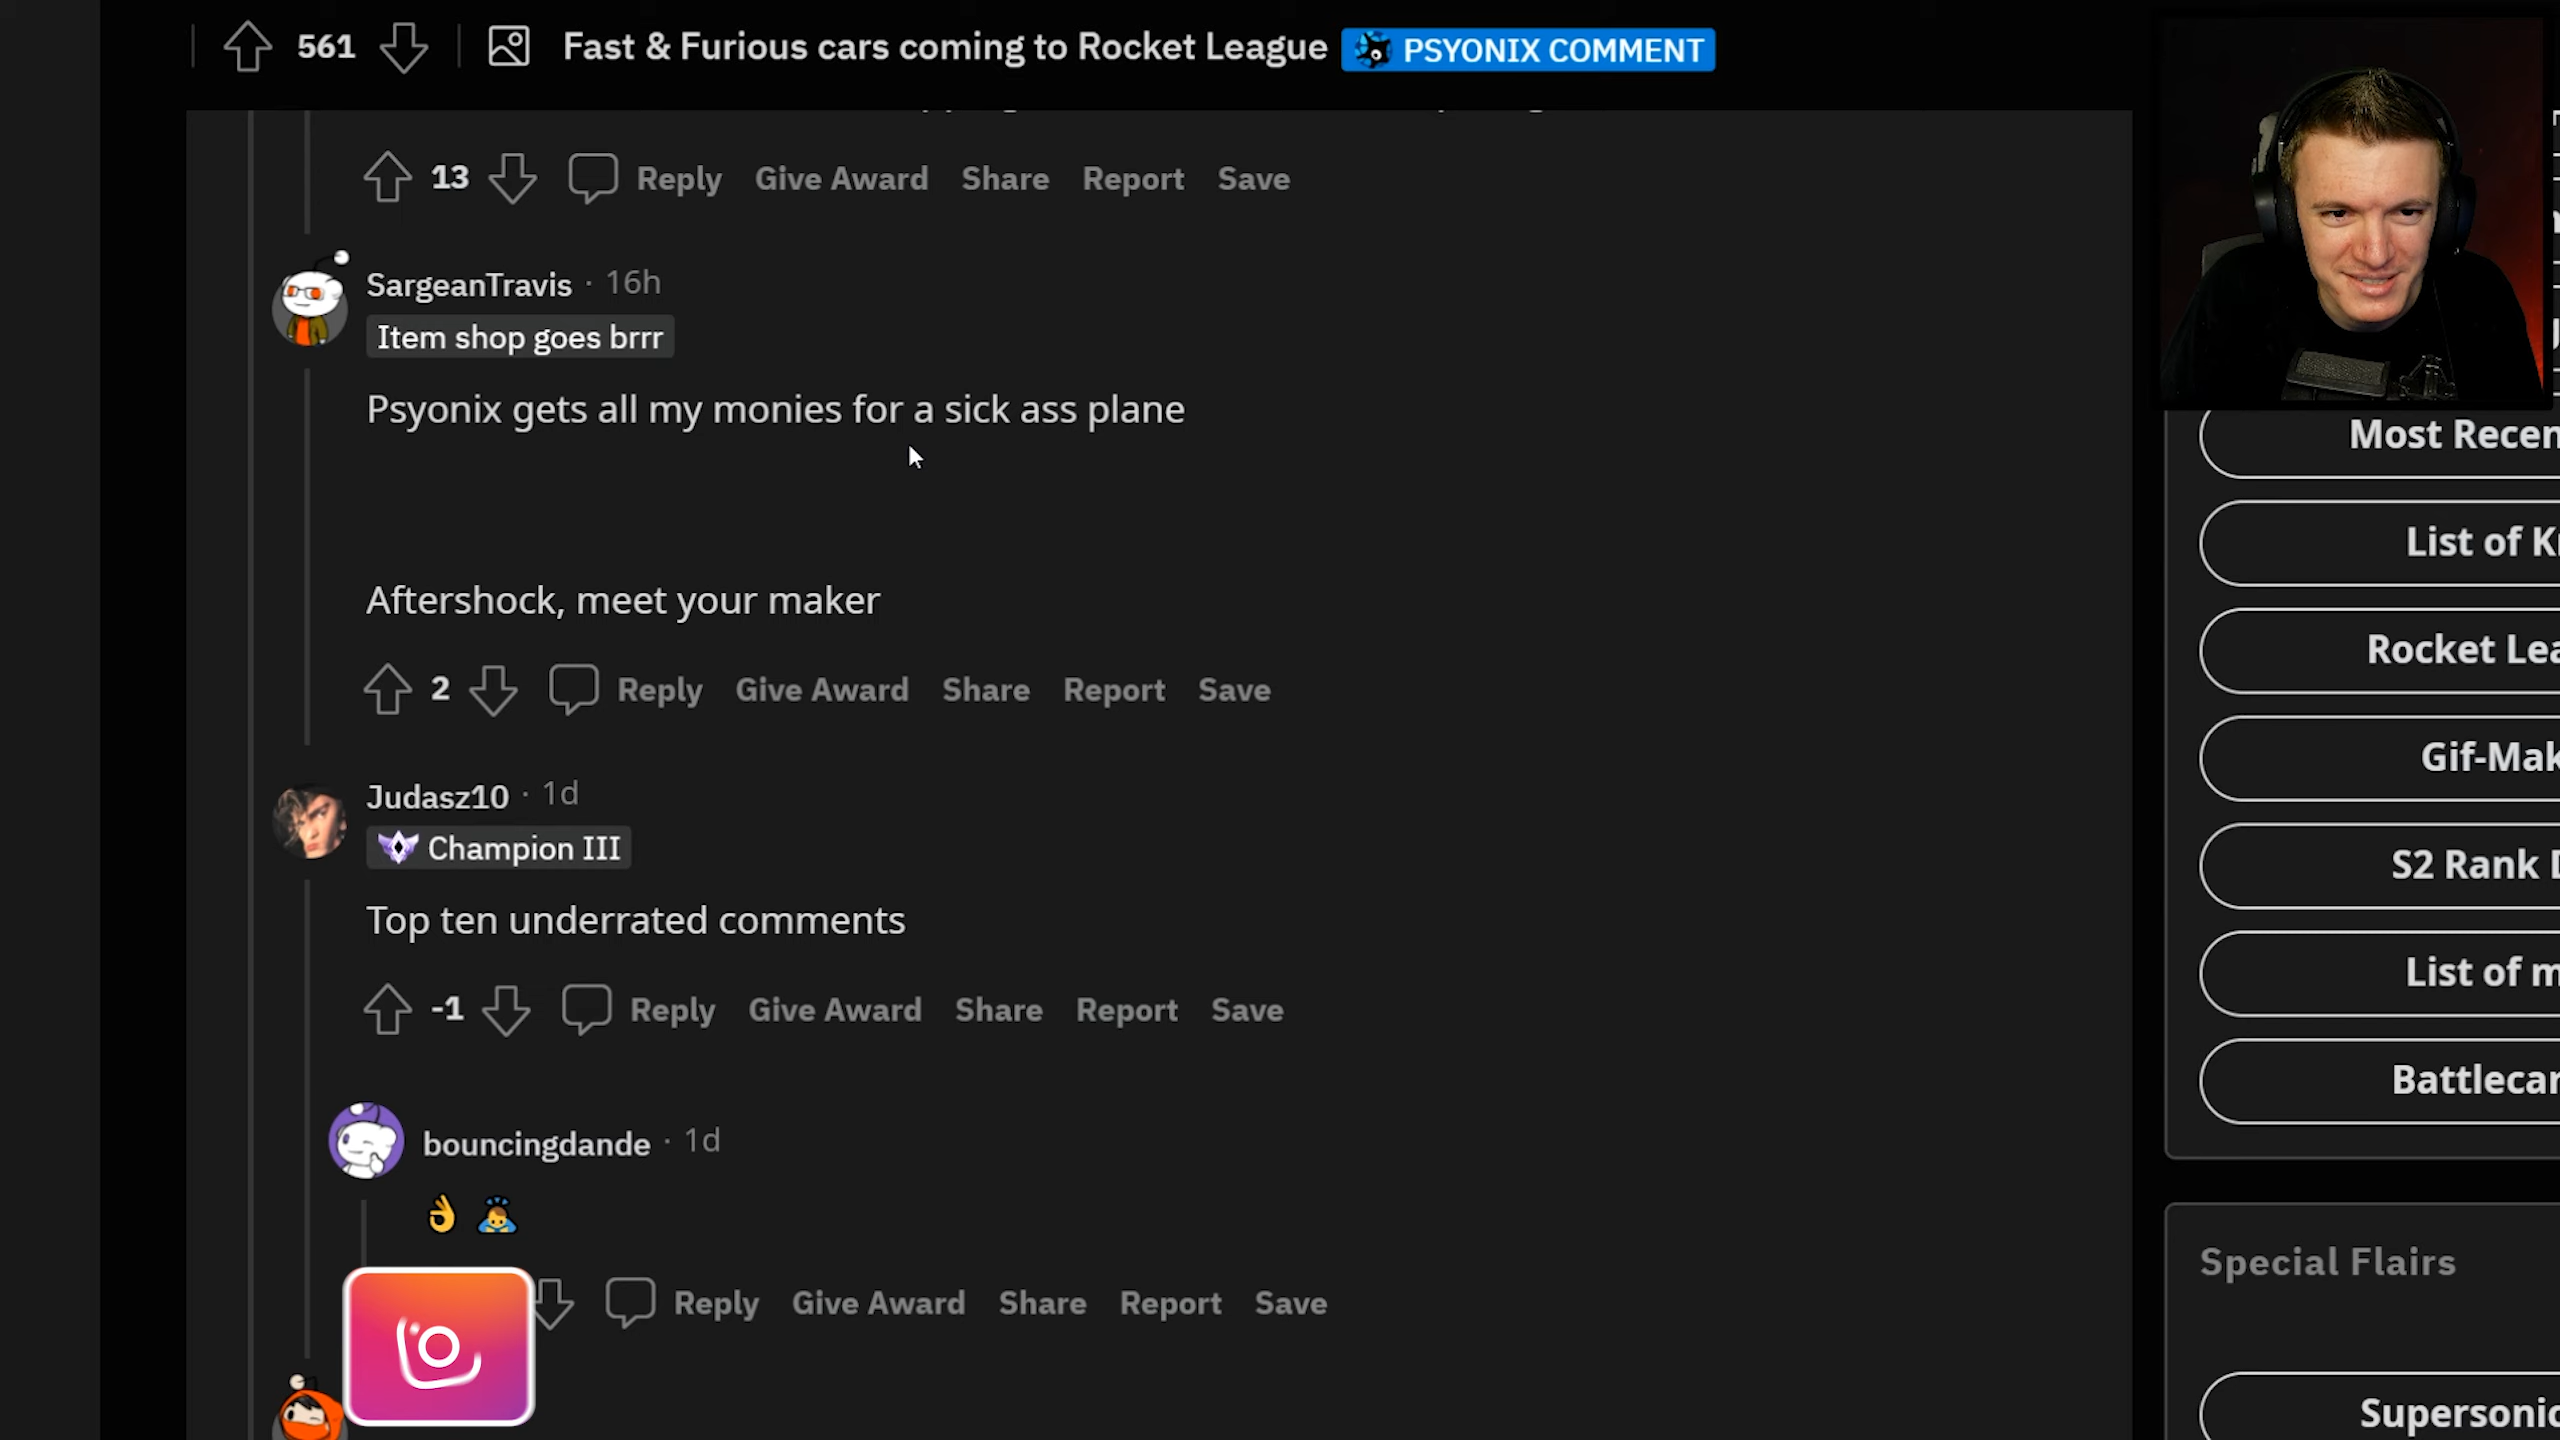 561
Fast & Furious cars coming to Rocket League
PSYONIX COMMENT
13
Reply
Give Award
Share
Report
Save
SargeanTravis · 16h
Item shop goes brrr
Psyonix gets all my monies for a sick ass plane
Aftershock, meet your maker
2
Reply
Give Award
Share
Report
Save
Judasz10 · 1d
Champion III
Top ten underrated comments
-1
Reply
Give Award
Share
Report
Save
bouncingdande · 1d
👌 🙇
Reply
Give Award
Share
Report
Save
Most Recen
List of K
Rocket Lea
Gif-Mak
S2 Rank D
List of m
Battlecar
Special Flairs
Supersonic